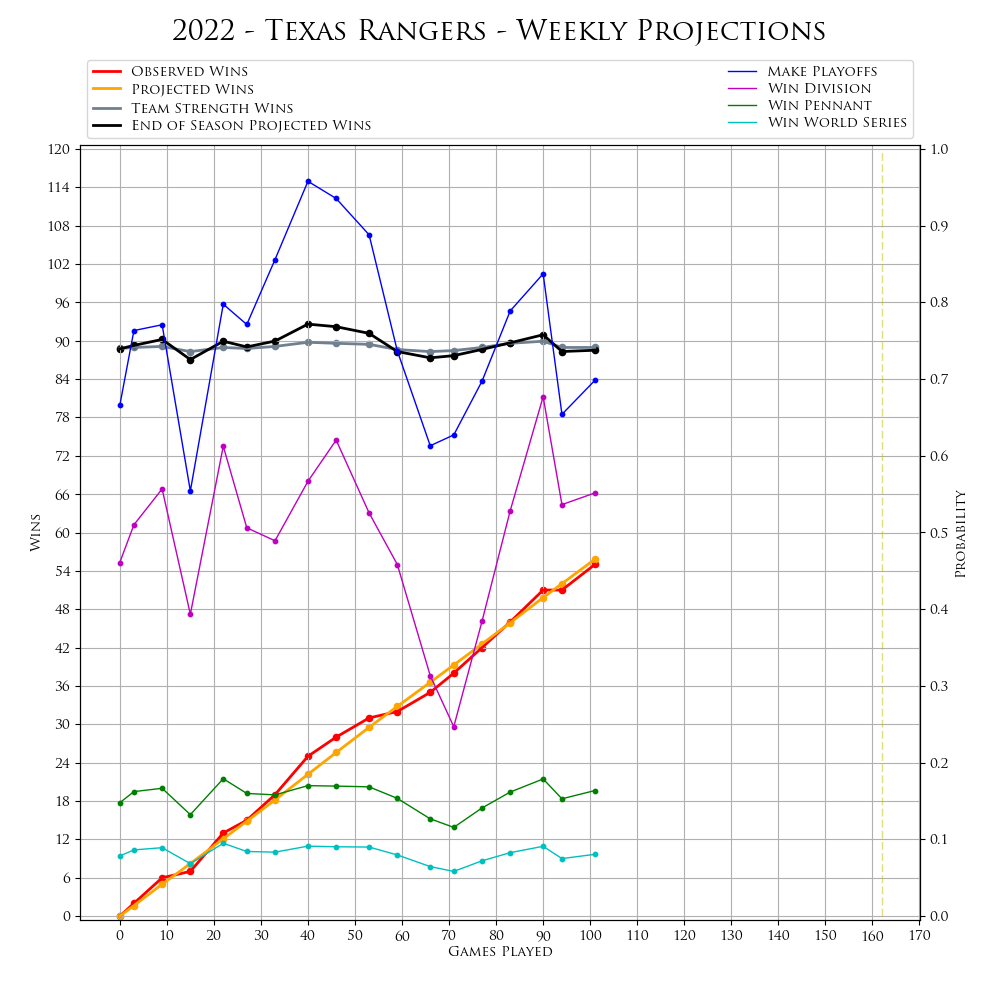 2022 - Texas Rangers - Weekly Projections
Observed Wins
Projected Wins
Team Strength Wins
End of Season Projected Wins
Make Playoffs
Win Division
Win Pennant
Win World Series
120
114
108
102
96
90
84
78
72
66
60
54
48
42
36
30
24
18
12
6
0
Wins
1.0
0.9
0.8
0.7
0.6
0.5
0.4
0.3
0.2
0.1
0.0
Probability
0 10 20 30 40 50 60 70 80 90 100 110 120 130 140 150 160 170
Games Played